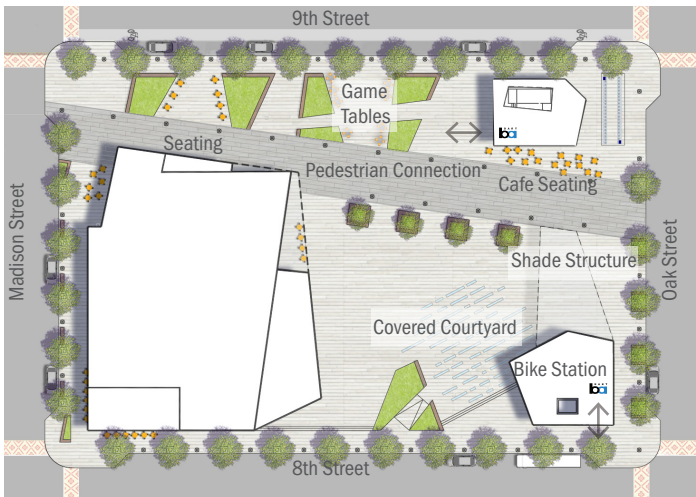 9th Street
Game
Tables
Seating
Pedestrian Connection
Cafe Seating
Madison Street
Oak Street
Shade Structure
Covered Courtyard
Bike Station
8th Street